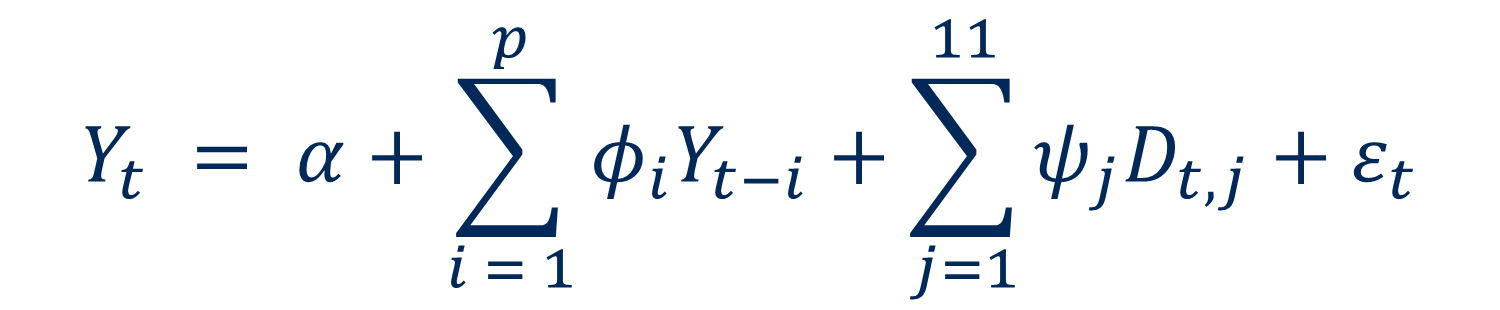 Y_t = α + ∑_{i = 1}^{p} ϕ_i Y_{t−i} + ∑_{j=1}^{11} ψ_j D_{t,j} + ε_t